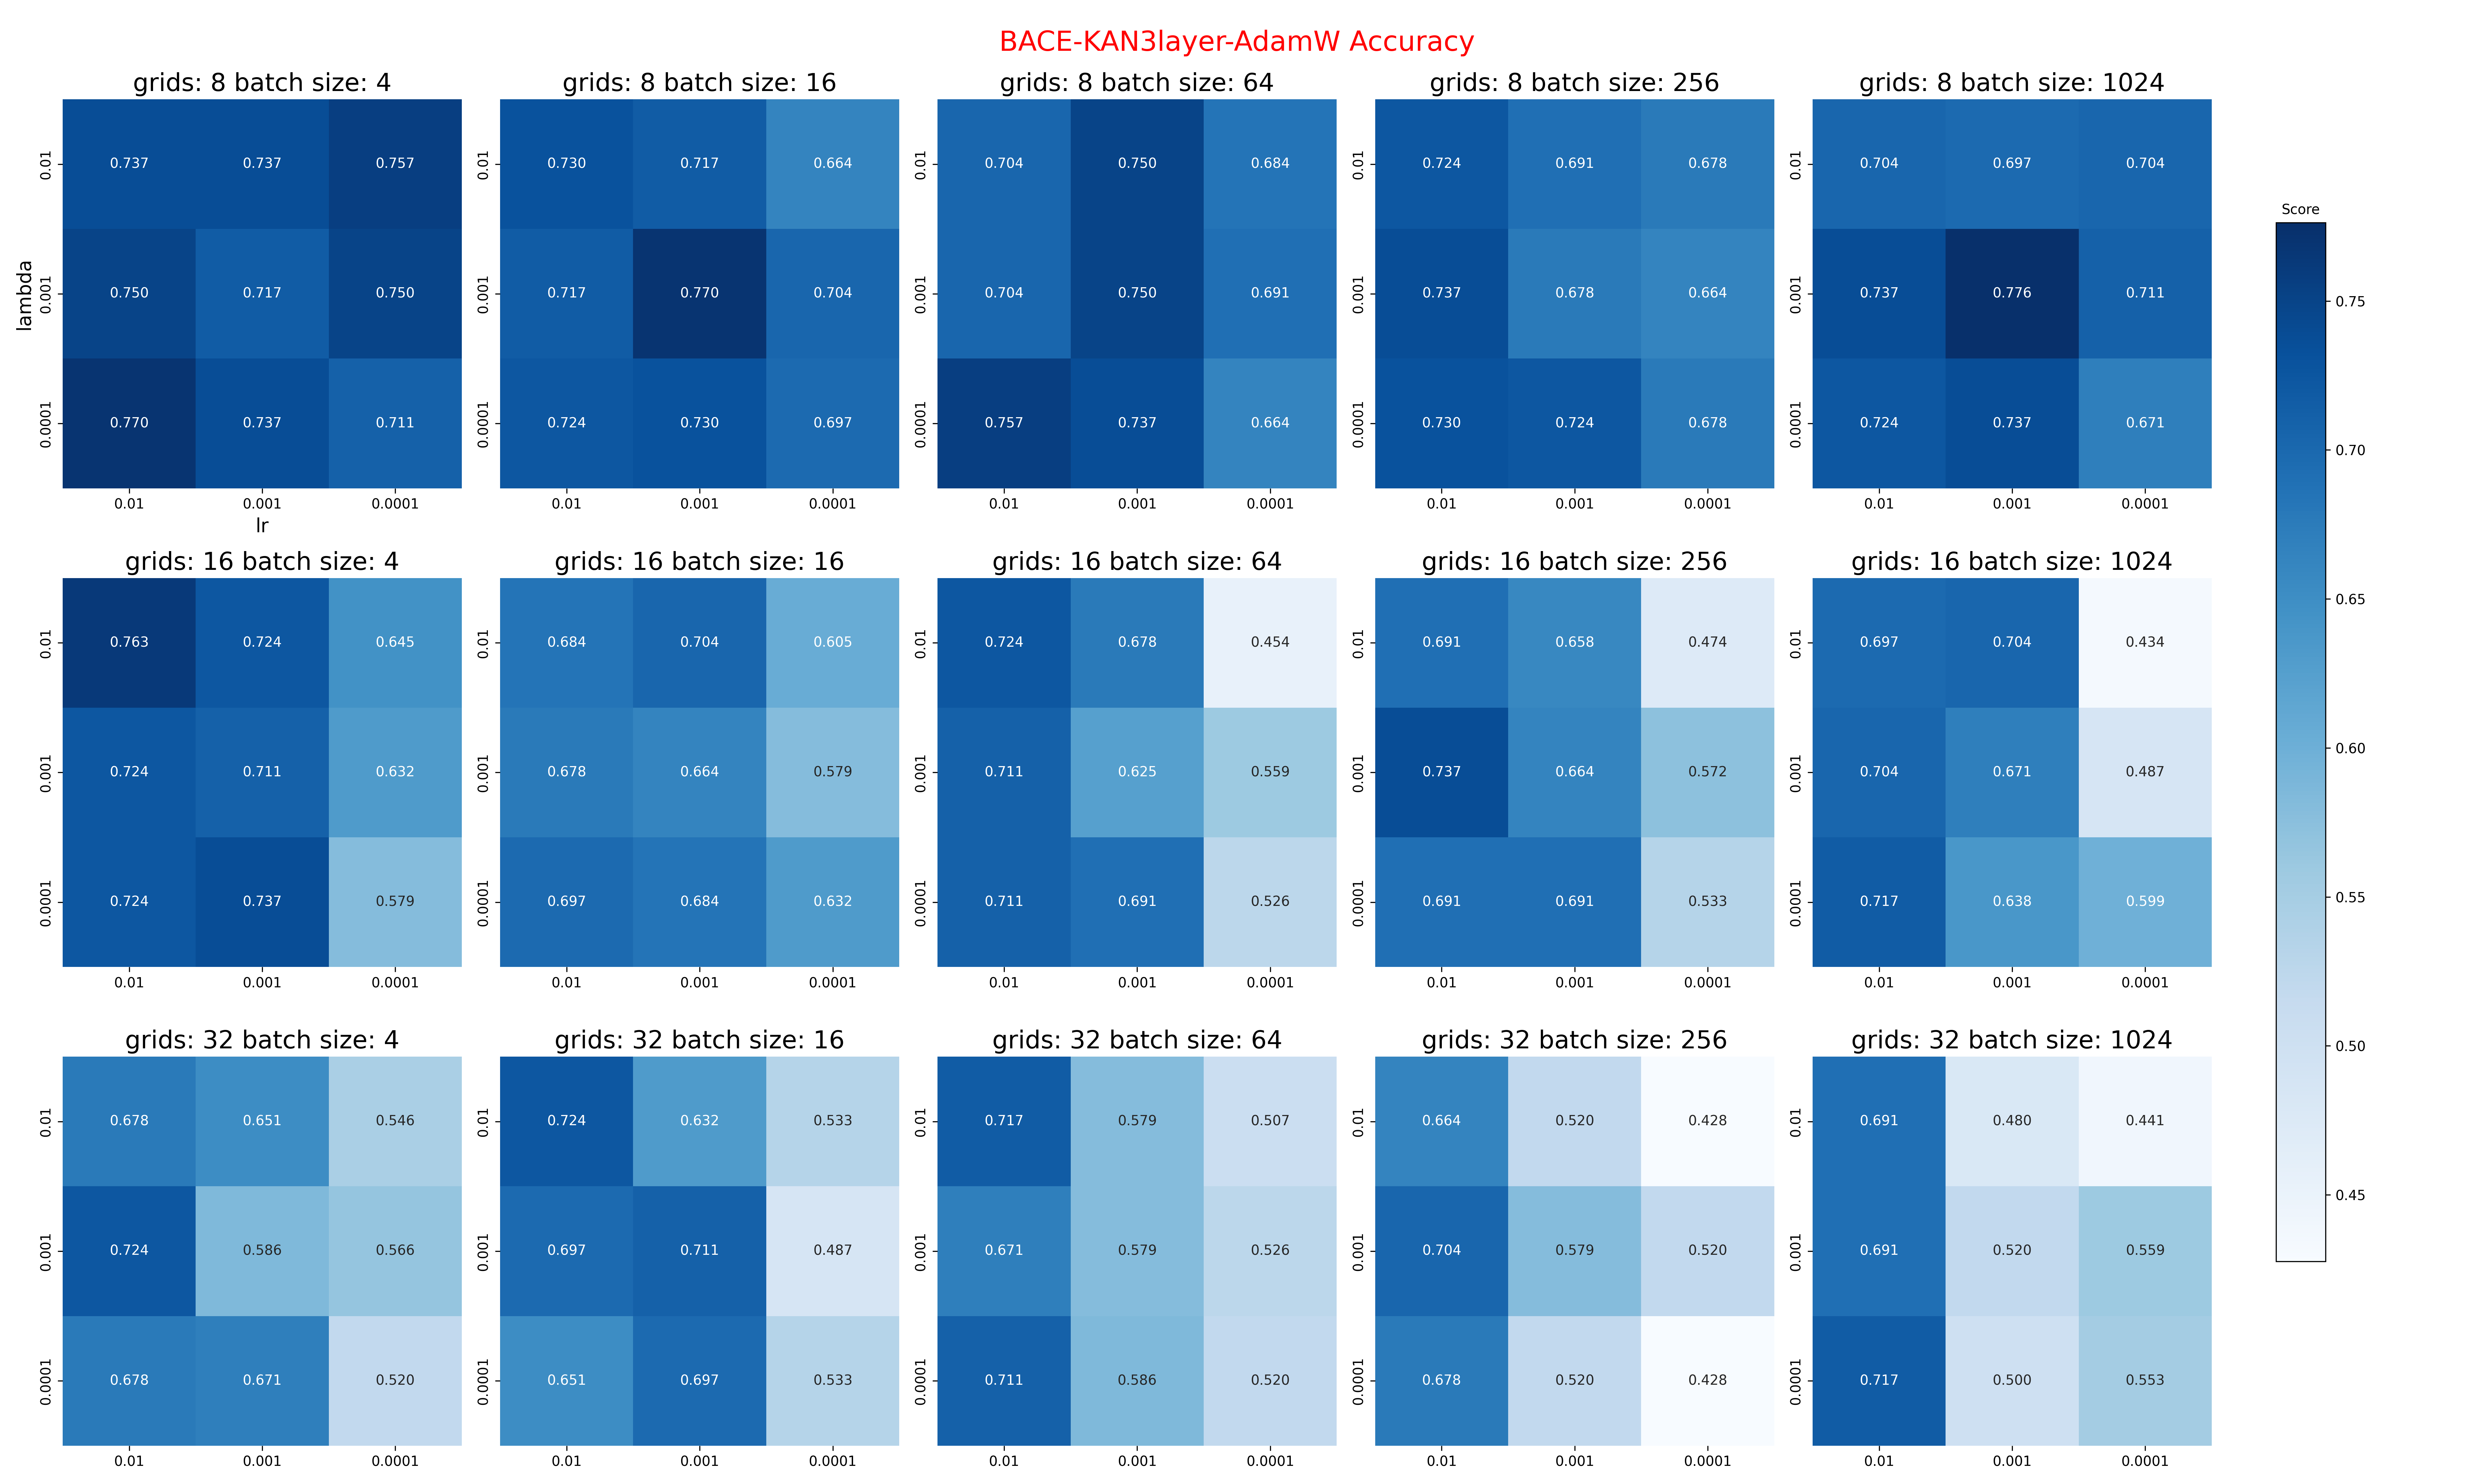 BACE-KAN3layer-AdamW Accuracy
grids: 8 batch size: 4
0.01 0.737 0.737 0.757
lambda
0.001 0.750 0.717 0.750
0.0001 0.770 0.737 0.711
0.01 0.001 0.0001
lr
grids: 8 batch size: 16
0.01 0.730 0.717 0.664
0.001 0.717 0.770 0.704
0.0001 0.724 0.730 0.697
0.01 0.001 0.0001
grids: 8 batch size: 64
0.01 0.704 0.750 0.684
0.001 0.704 0.750 0.691
0.0001 0.757 0.737 0.664
0.01 0.001 0.0001
grids: 8 batch size: 256
0.01 0.724 0.691 0.678
0.001 0.737 0.678 0.664
0.0001 0.730 0.724 0.678
0.01 0.001 0.0001
grids: 8 batch size: 1024
0.01 0.704 0.697 0.704
0.001 0.737 0.776 0.711
0.0001 0.724 0.737 0.671
0.01 0.001 0.0001
grids: 16 batch size: 4
0.01 0.763 0.724 0.645
0.001 0.724 0.711 0.632
0.0001 0.724 0.737 0.579
0.01 0.001 0.0001
grids: 16 batch size: 16
0.01 0.684 0.704 0.605
0.001 0.678 0.664 0.579
0.0001 0.697 0.684 0.632
0.01 0.001 0.0001
grids: 16 batch size: 64
0.01 0.724 0.678 0.454
0.001 0.711 0.625 0.559
0.0001 0.711 0.691 0.526
0.01 0.001 0.0001
grids: 16 batch size: 256
0.01 0.691 0.658 0.474
0.001 0.737 0.664 0.572
0.0001 0.691 0.691 0.533
0.01 0.001 0.0001
grids: 16 batch size: 1024
0.01 0.697 0.704 0.434
0.001 0.704 0.671 0.487
0.0001 0.717 0.638 0.599
0.01 0.001 0.0001
grids: 32 batch size: 4
0.01 0.678 0.651 0.546
0.001 0.724 0.586 0.566
0.0001 0.678 0.671 0.520
0.01 0.001 0.0001
grids: 32 batch size: 16
0.01 0.724 0.632 0.533
0.001 0.697 0.711 0.487
0.0001 0.651 0.697 0.533
0.01 0.001 0.0001
grids: 32 batch size: 64
0.01 0.717 0.579 0.507
0.001 0.671 0.579 0.526
0.0001 0.711 0.586 0.520
0.01 0.001 0.0001
grids: 32 batch size: 256
0.01 0.664 0.520 0.428
0.001 0.704 0.579 0.520
0.0001 0.678 0.520 0.428
0.01 0.001 0.0001
grids: 32 batch size: 1024
0.01 0.691 0.480 0.441
0.001 0.691 0.520 0.559
0.0001 0.717 0.500 0.553
0.01 0.001 0.0001
Score
0.75
0.70
0.65
0.60
0.55
0.50
0.45